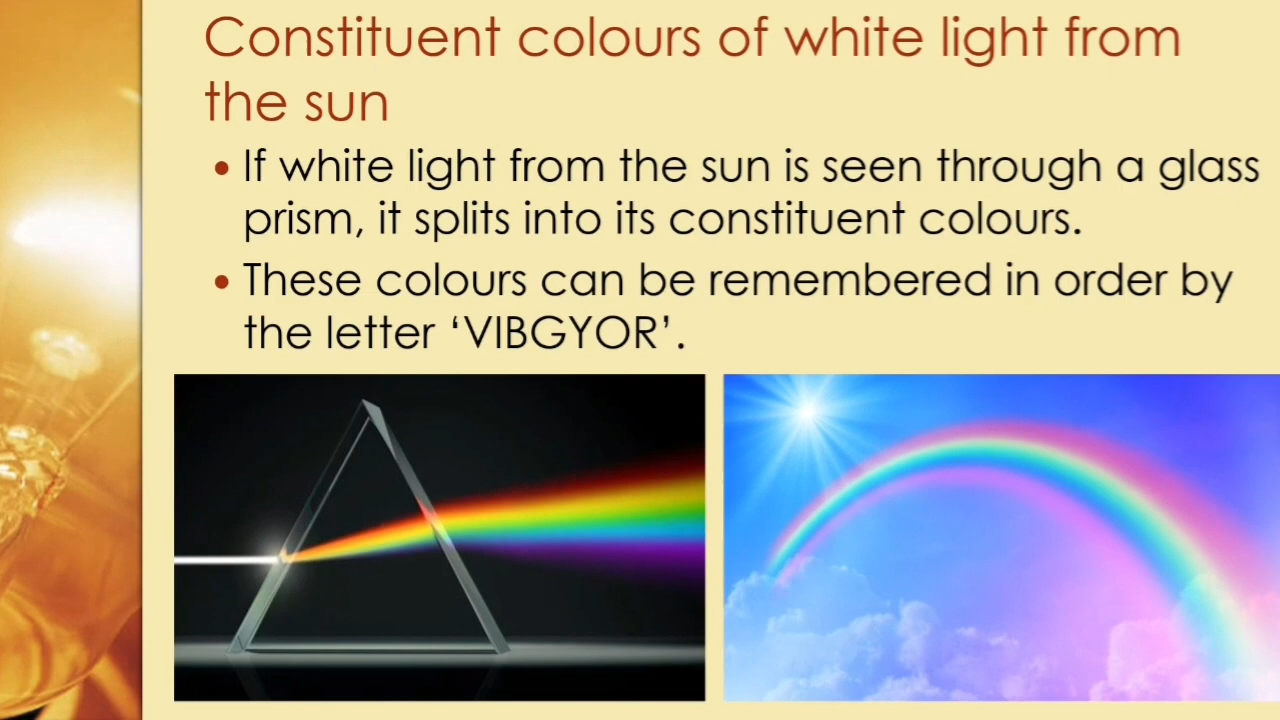 Constituent colours of white light from
the sun
• If white light from the sun is seen through a glass
prism, it splits into its constituent colours.
• These colours can be remembered in order by
the letter ‘VIBGYOR’.